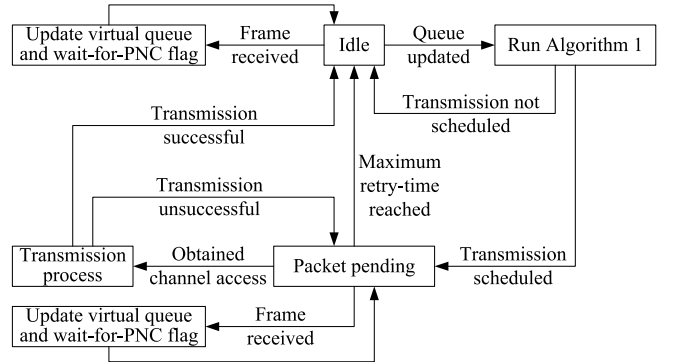 Update virtual queue
and wait-for-PNC flag
Frame
received
Idle
Queue
updated
Run Algorithm 1
Transmission not
scheduled
Transmission
successful
Maximum
retry-time
reached
Transmission
unsuccessful
Transmission
process
Obtained
channel access
Packet pending
Transmission
scheduled
Update virtual queue
and wait-for-PNC flag
Frame
received